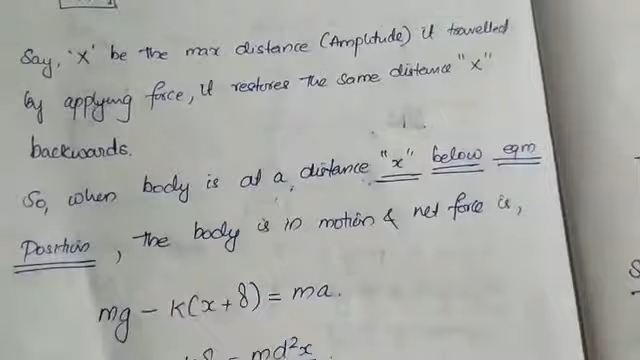 Say, 'x' be the max distance (Amplitude) it travelled
by applying force, it restores the same distance "x"
backwards.
So, when body is at a distance "x" below eqm
Position, the body is in motion & net force is,
mg - K(x+δ) = ma.
md²x